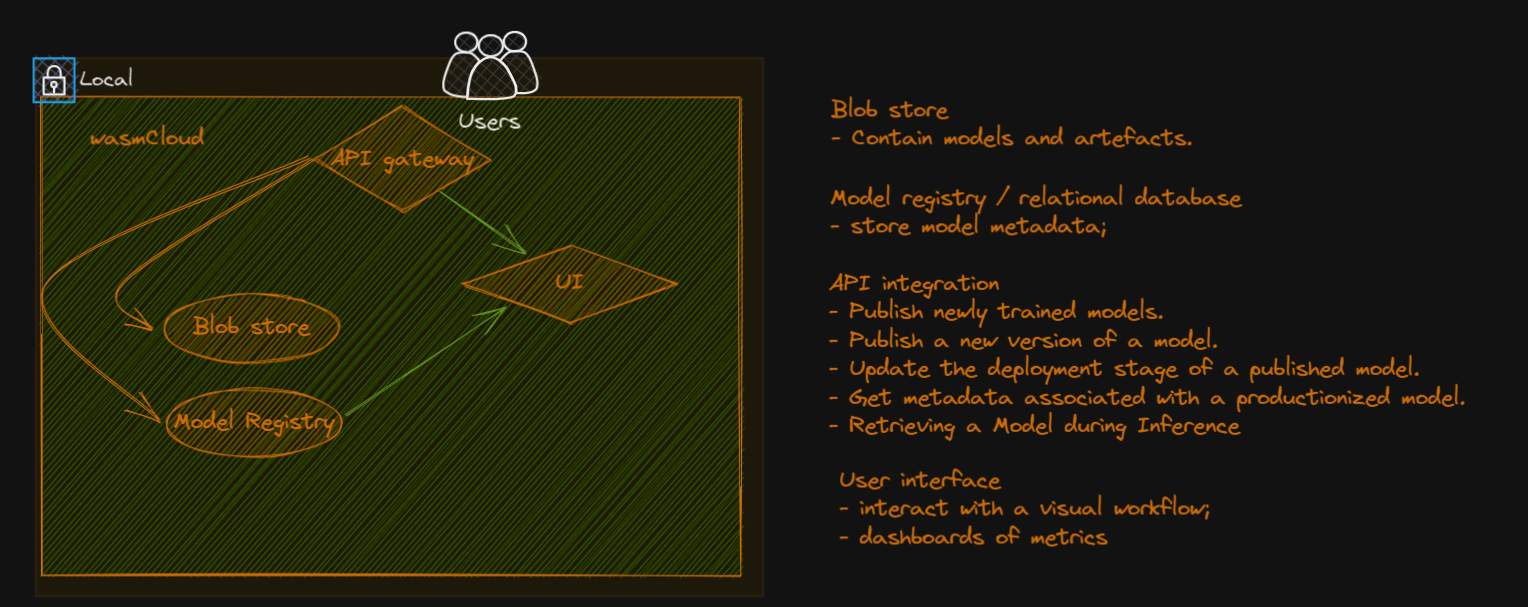 Local
Users
wasmCloud
API gateway
UI
Blob store
Model Registry
Blob store
- Contain models and artefacts.
Model registry / relational database
- store model metadata;
API integration
- Publish newly trained models.
- Publish a new version of a model.
- Update the deployment stage of a published model.
- Get metadata associated with a productionized model.
- Retrieving a Model during Inference
User interface
- interact with a visual workflow;
- dashboards of metrics